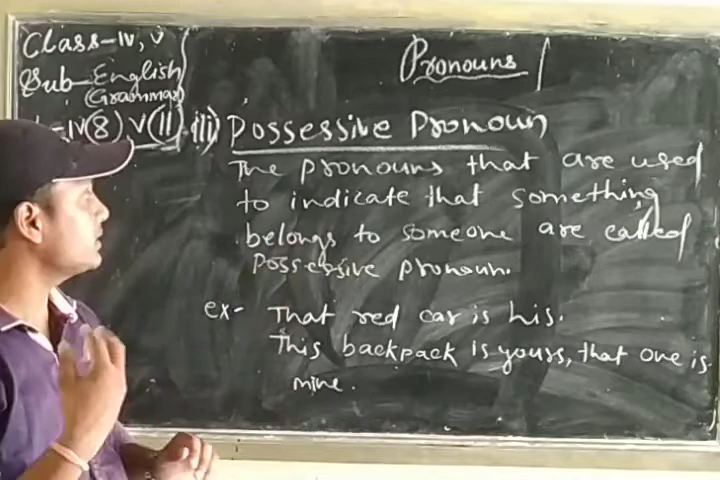 Class-IV, V
Sub-English
(Grammar)
IV(8) V(11)
Pronouns
iii) Possessive Pronoun
The pronouns that are used
to indicate that something
belongs to someone are called
Possessive pronoun.
ex- That red car is his.
This backpack is yours, that one is
mine.